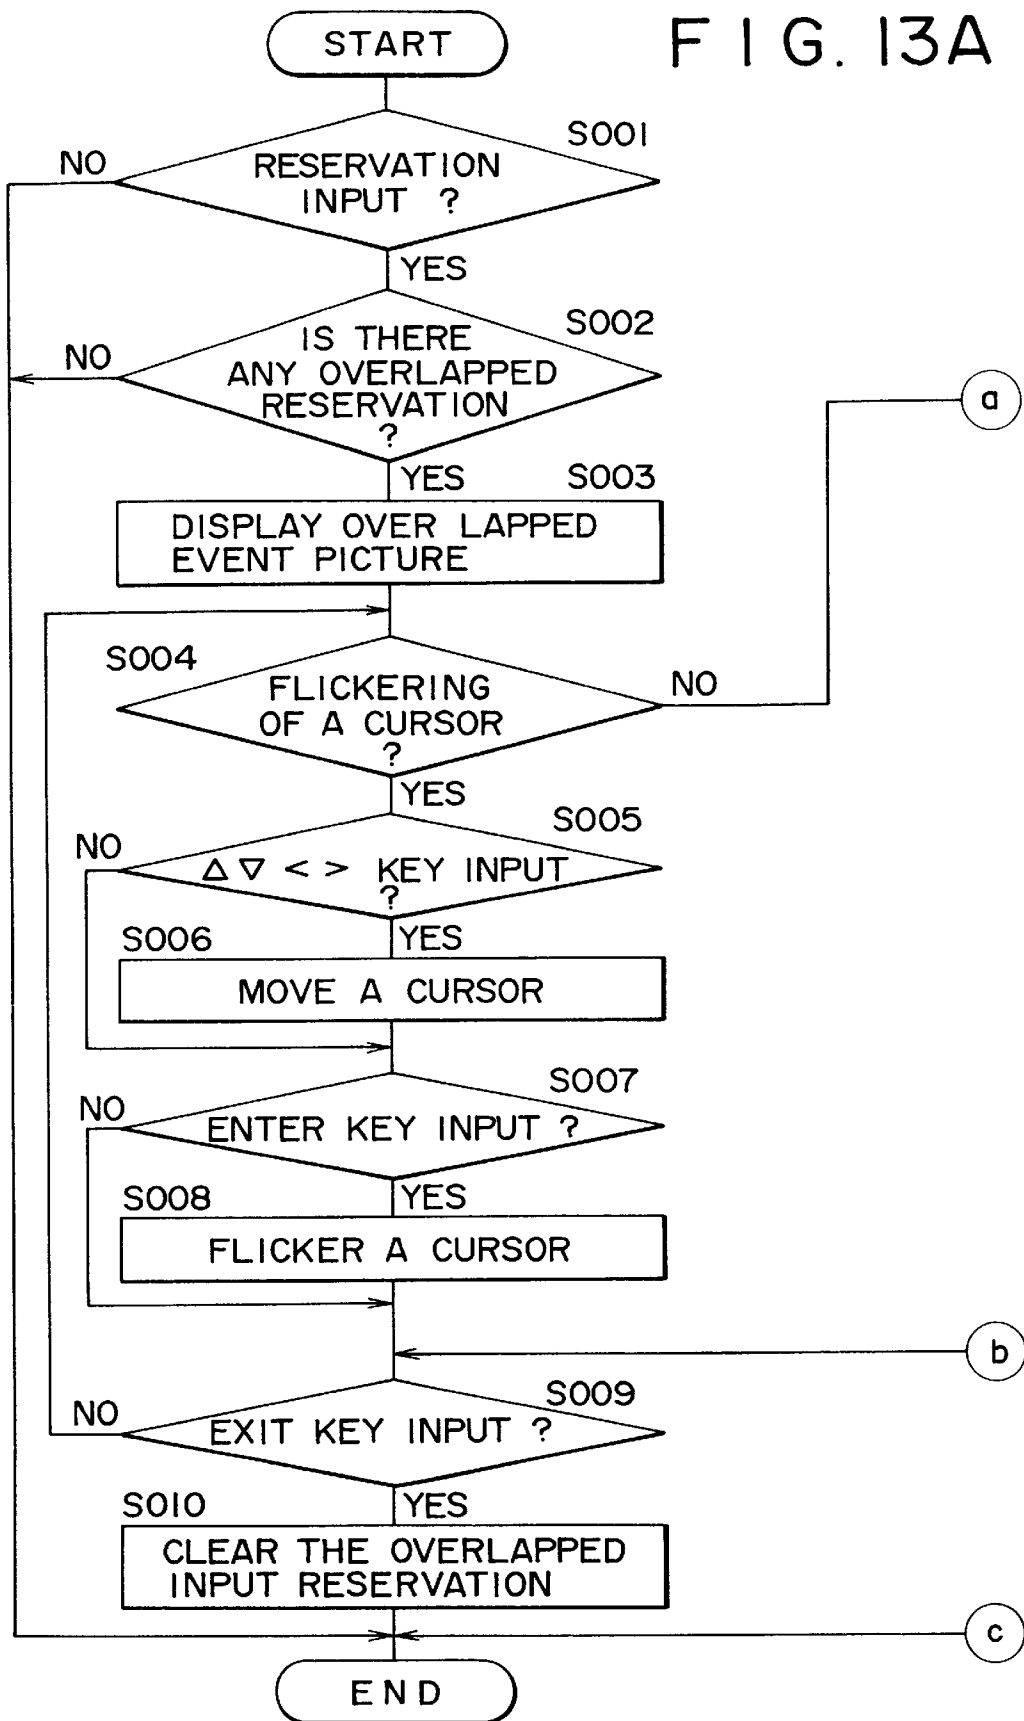 FIG. 13A
START
S001
NO
RESERVATION
INPUT ?
YES
S002
NO
IS THERE
ANY OVERLAPPED
RESERVATION
?
YES
S003
DISPLAY OVER LAPPED
EVENT PICTURE
a
S004
FLICKERING
OF A CURSOR
?
NO
YES
S005
NO
△ ▽ < > KEY INPUT
?
YES
S006
MOVE A CURSOR
S007
NO
ENTER KEY INPUT ?
YES
S008
FLICKER A CURSOR
b
S009
NO
EXIT KEY INPUT ?
YES
S010
CLEAR THE OVERLAPPED
INPUT RESERVATION
c
END